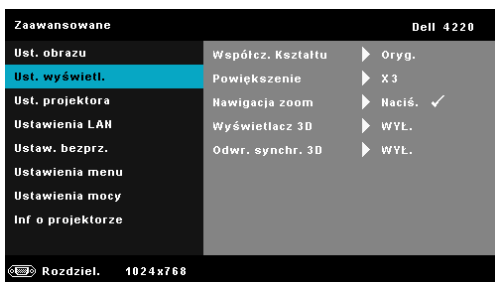 Zaawansowane Dell 4220
Ust. obrazu
Ust. wyświetl.
Ust. projektora
Ustawienia LAN
Ustaw. bezprz.
Ustawienia menu
Ustawienia mocy
Inf o projektorze
Współcz. Kształtu Oryg.
Powiększenie X 3
Nawigacja zoom Naciś. ✓
Wyświetlacz 3D WYŁ.
Odwr. synchr. 3D WYŁ.
Rozdziel. 1024x768